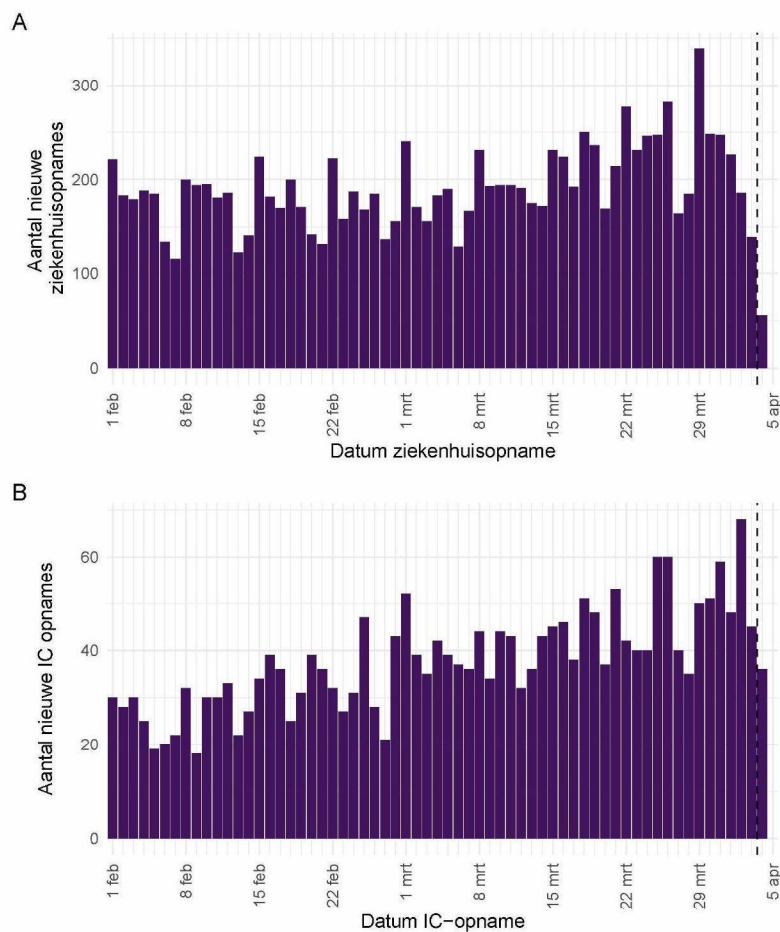 A
Aantal nieuwe
ziekenhuisopnames
300
200
100
0
1 feb
8 feb
15 feb
22 feb
1 mrt
8 mrt
15 mrt
22 mrt
29 mrt
5 apr
Datum ziekenhuisopname
B
Aantal nieuwe IC opnames
60
40
20
0
1 feb
8 feb
15 feb
22 feb
1 mrt
8 mrt
15 mrt
22 mrt
29 mrt
5 apr
Datum IC-opname